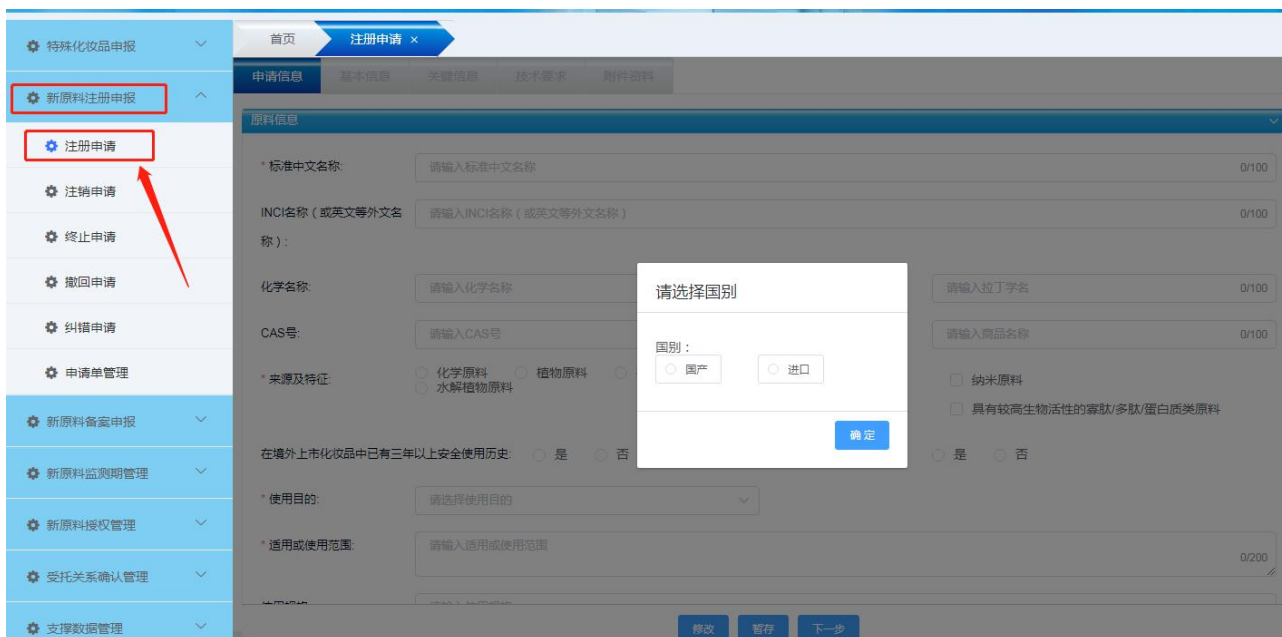 特殊化妆品申报
新原料注册申报
注册申请
注销申请
终止申请
撤回申请
纠错申请
申请单管理
新原料备案申报
新原料监测期管理
新原料授权管理
受托关系确认管理
支撑数据管理
首页 注册申请 ×
申请信息 基本信息 关键信息 技术要求 附件资料
原料信息
* 标准中文名称: 请输入标准中文名称 0/100
INCI名称（或英文等外文名 请输入INCI名称（或英文等外文名称） 0/100
称）:
化学名称: 请输入化学名称 请输入拉丁学名 0/100
CAS号: 请输入CAS号 请输入商品名称 0/100
* 来源及特征: 化学原料 植物原料 纳米原料
水解植物原料
具有较高生物活性的寡肽/多肽/蛋白质类原料
在境外上市化妆品中已有三年以上安全使用历史: 是 否 是 否
* 使用目的: 请选择使用目的
* 适用或使用范围: 请输入适用或使用范围
0/200
请选择国别
国别：
国产 进口
确定
修改 暂存 下一步